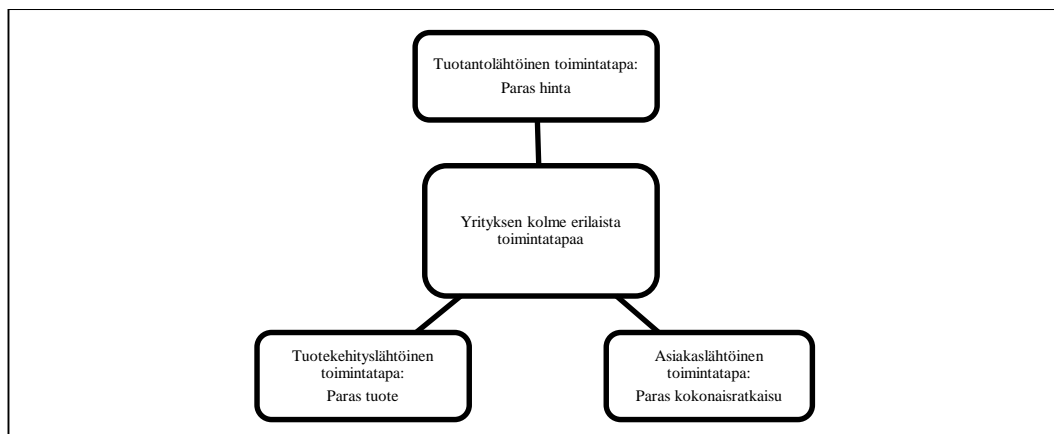 Tuotantolähtöinen toimintatapa:
Paras hinta
Yrityksen kolme erilaista
toimintatapaa
Tuotekehityslähtöinen
toimintatapa:
Paras tuote
Asiakaslähtöinen
toimintatapa:
Paras kokonaisratkaisu